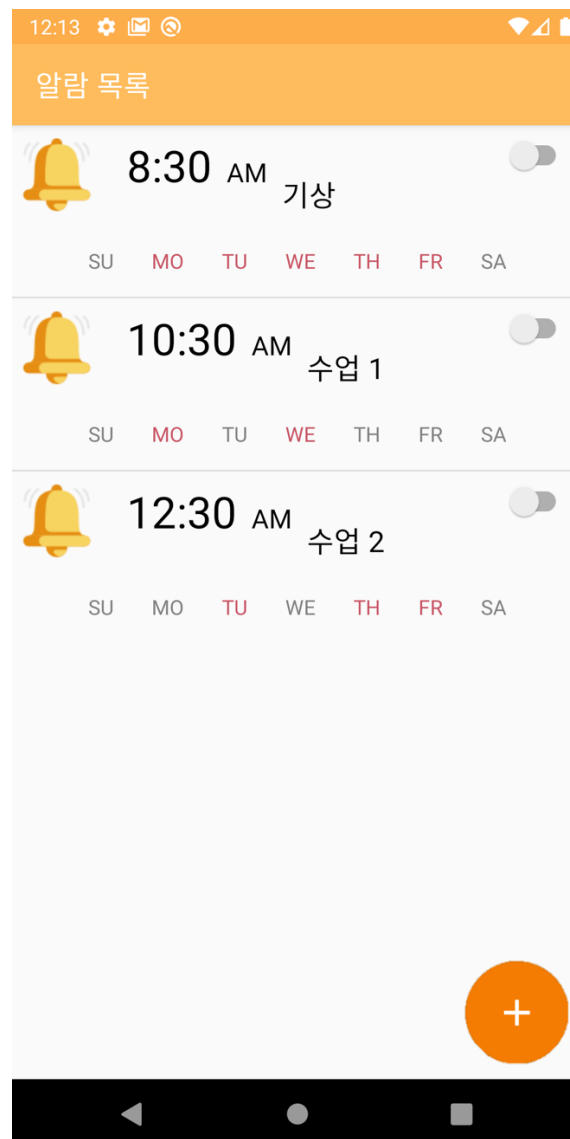 12:13
알람 목록
8:30 AM 기상
SU MO TU WE TH FR SA
10:30 AM 수업 1
SU MO TU WE TH FR SA
12:30 AM 수업 2
SU MO TU WE TH FR SA
+